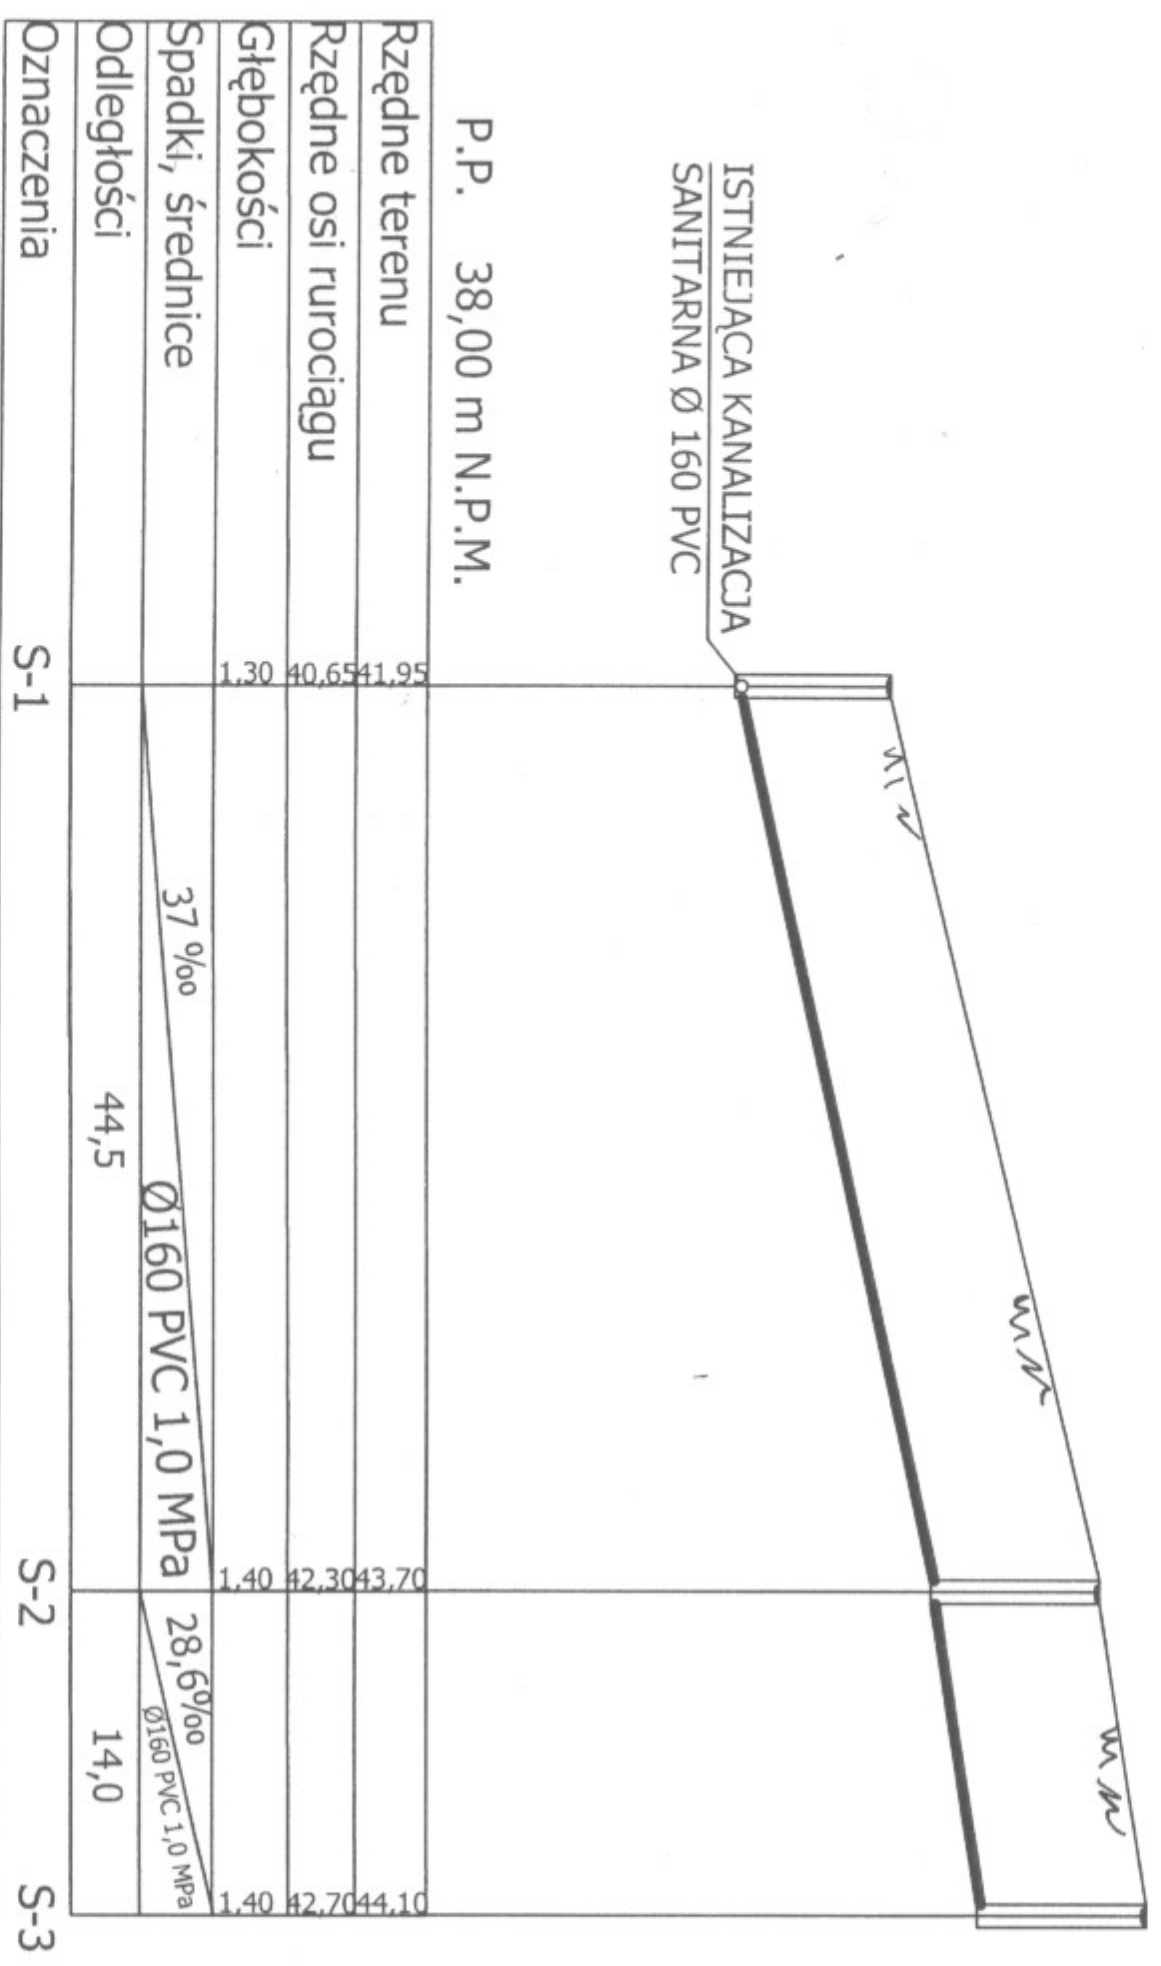 ISTNIEJĄCA KANALIZACJA
SANITARNA Ø 160 PVC
P.P. 38,00 m N.P.M.
Rzędne terenu 41,95 43,70 44,10
Rzędne osi rurociągu 40,65 42,30 42,70
Głębokości 1,30 1,40 1,40
Spadki, średnice 37 ‰ Ø160 PVC 1,0 MPa 28,6‰ Ø160 PVC 1,0 MPa
Odległości 44,5 14,0
Oznaczenia S-1 S-2 S-3